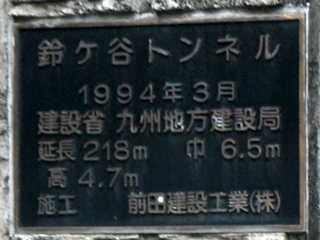 鈴ケ谷トンネル
1994年3月
建設省 九州地方建設局
延長 218m 巾 6.5m
高 4.7m
施工 前田建設工業(株)